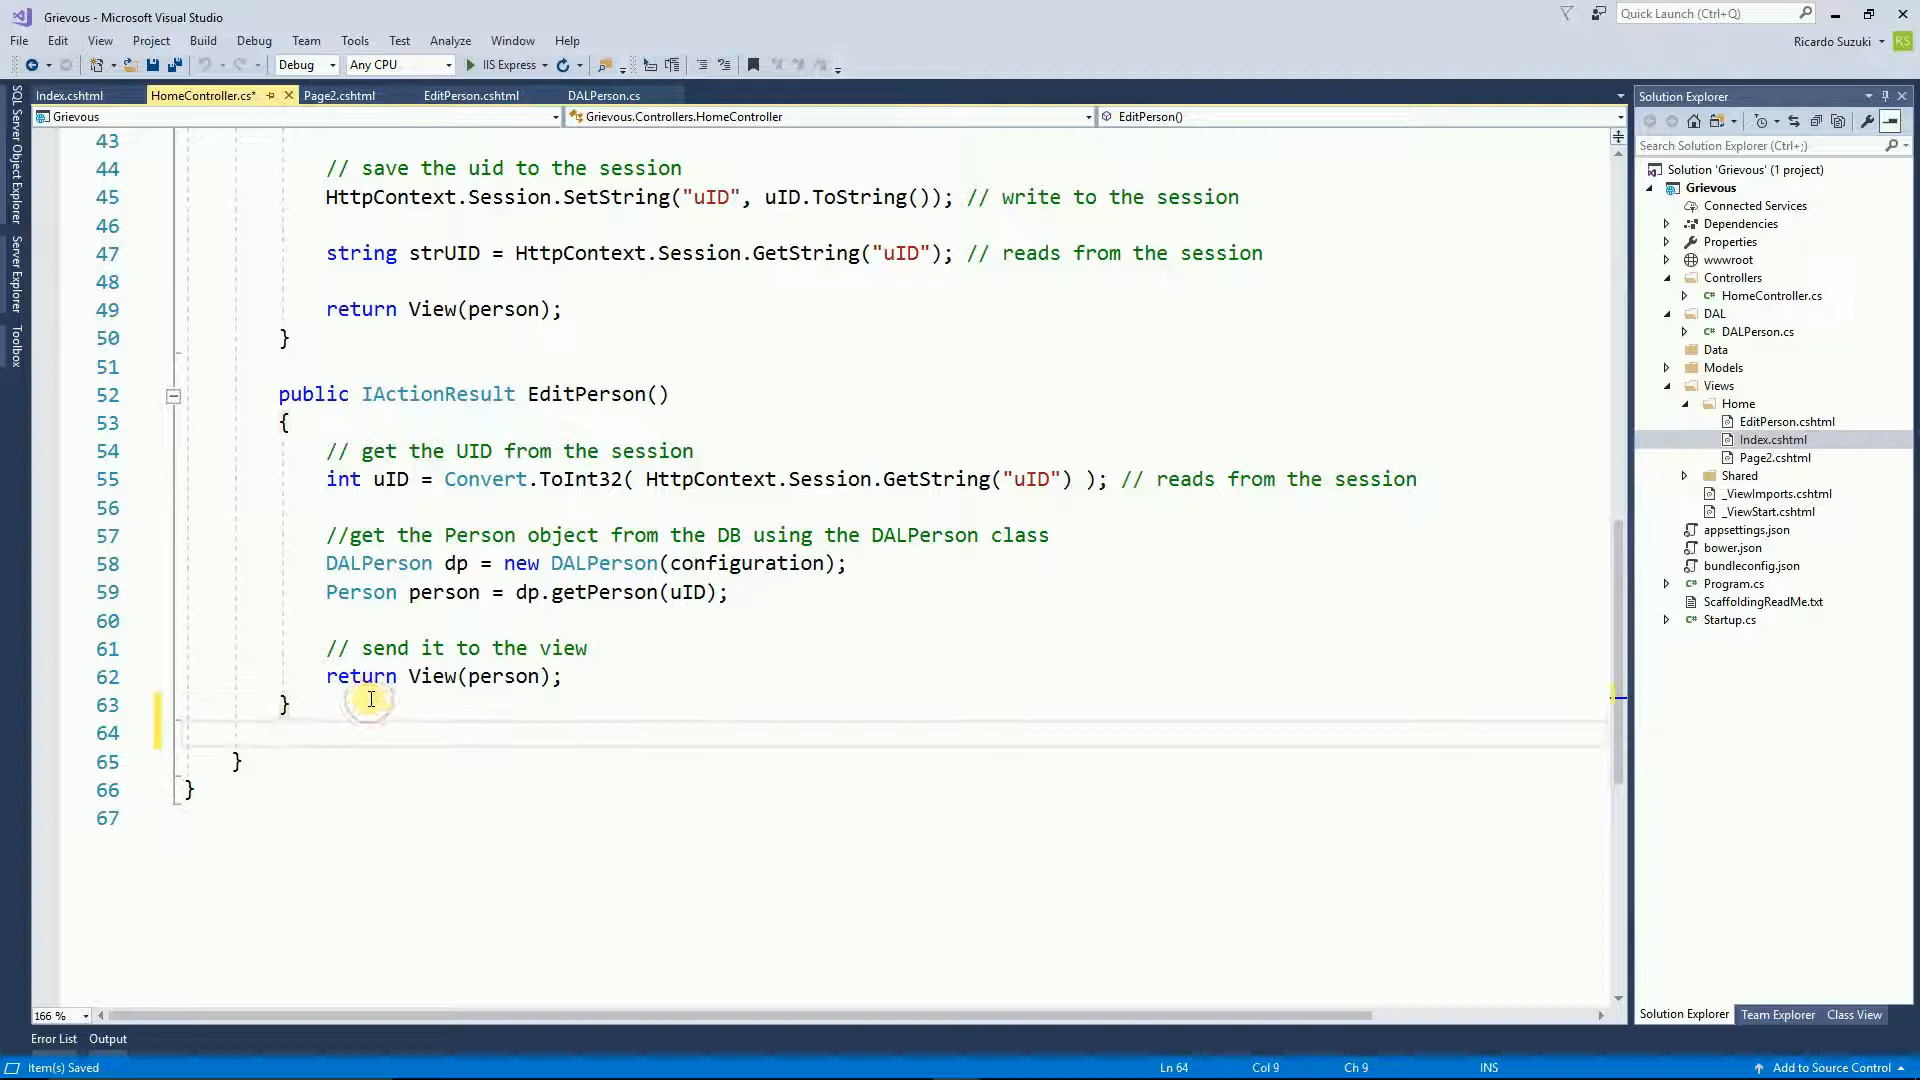 Grievous - Microsoft Visual Studio
Quick Launch (Ctrl+Q)
File Edit View Project Build Debug Team Tools Test Analyze Window Help
Ricardo Suzuki RS
Debug Any CPU IIS Express
Index.cshtml HomeController.cs* Page2.cshtml EditPerson.cshtml DALPerson.cs
Grievous Grievous.Controllers.HomeController EditPerson()
SQL Server Object Explorer
Server Explorer
Toolbox
43
44 // save the uid to the session
45 HttpContext.Session.SetString("uID", uID.ToString()); // write to the session
46
47 string strUID = HttpContext.Session.GetString("uID"); // reads from the session
48
49 return View(person);
50 }
51
52 public IActionResult EditPerson()
53 {
54 // get the UID from the session
55 int uID = Convert.ToInt32( HttpContext.Session.GetString("uID") ); // reads from the session
56
57 //get the Person object from the DB using the DALPerson class
58 DALPerson dp = new DALPerson(configuration);
59 Person person = dp.getPerson(uID);
60
61 // send it to the view
62 return View(person);
63 }
64
65 }
66 }
67
166 %
Solution Explorer
Search Solution Explorer (Ctrl+;)
Solution 'Grievous' (1 project)
Grievous
Connected Services
Dependencies
Properties
wwwroot
Controllers
C# HomeController.cs
DAL
C# DALPerson.cs
Data
Models
Views
Home
EditPerson.cshtml
Index.cshtml
Page2.cshtml
Shared
_ViewImports.cshtml
_ViewStart.cshtml
appsettings.json
bower.json
bundleconfig.json
C# Program.cs
ScaffoldingReadMe.txt
C# Startup.cs
Solution Explorer Team Explorer Class View
Error List Output
Item(s) Saved Ln 64 Col 9 Ch 9 INS Add to Source Control